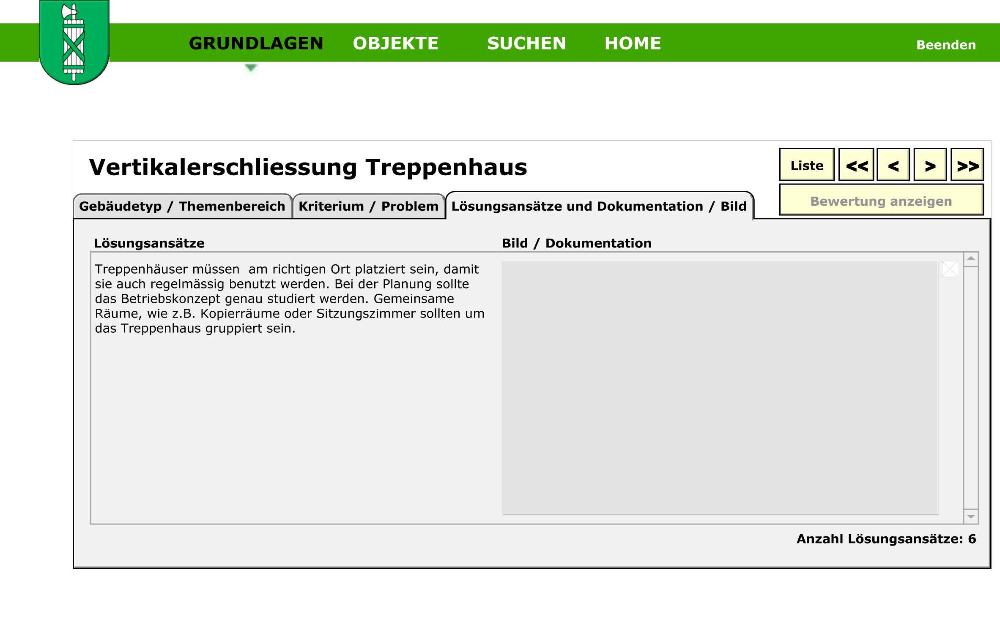 GRUNDLAGEN OBJEKTE SUCHEN HOME Beenden
Vertikalerschliessung Treppenhaus
Liste << < > >>
Bewertung anzeigen
Gebäudetyp / Themenbereich Kriterium / Problem Lösungsansätze und Dokumentation / Bild
Lösungsansätze Bild / Dokumentation
Treppenhäuser müssen  am richtigen Ort platziert sein, damit
sie auch regelmässig benutzt werden. Bei der Planung sollte
das Betriebskonzept genau studiert werden. Gemeinsame
Räume, wie z.B. Kopierräume oder Sitzungszimmer sollten um
das Treppenhaus gruppiert sein.
Anzahl Lösungsansätze: 6